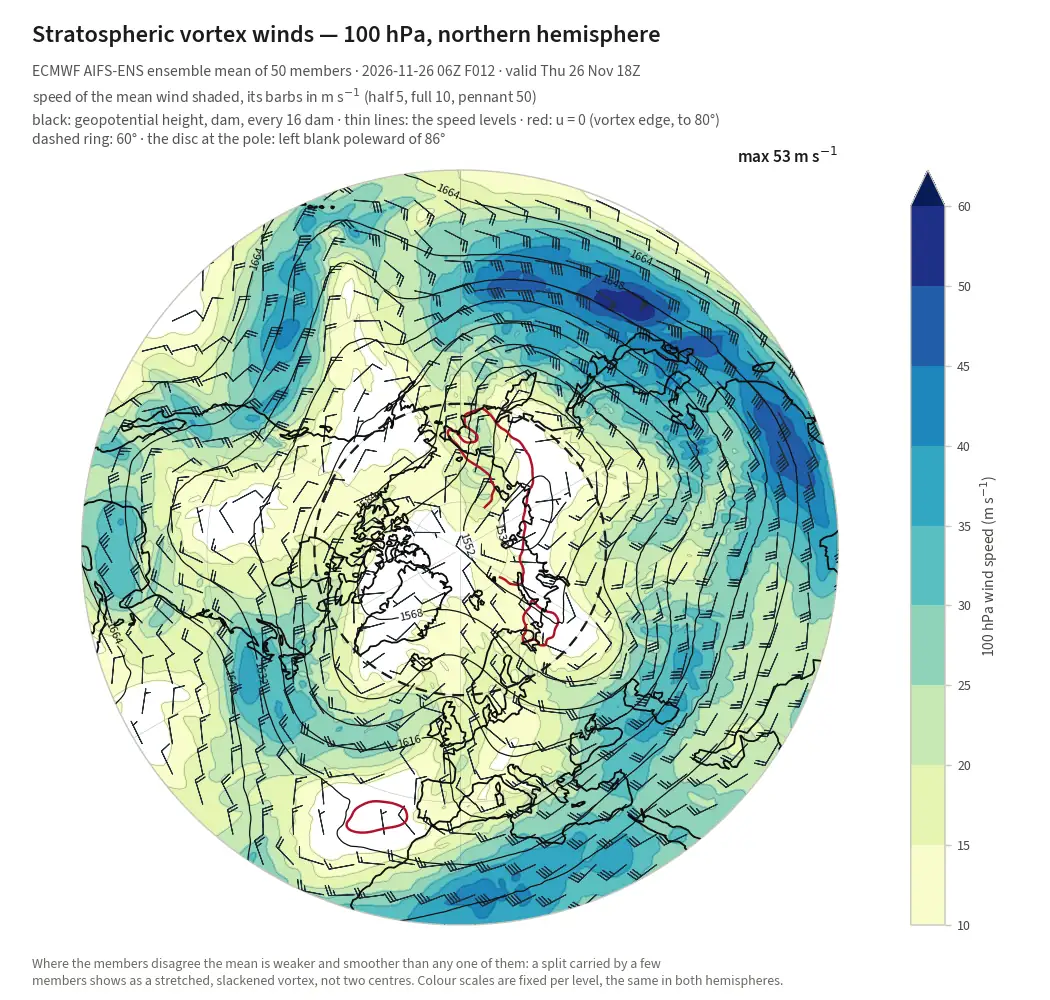 Stratospheric vortex winds — 100 hPa, northern hemisphere
ECMWF AIFS-ENS ensemble mean of 50 members · 2026-11-26 06Z F012 · valid Thu 26 Nov 18Z
speed of the mean wind shaded, its barbs in m s⁻¹ (half 5, full 10, pennant 50)
black: geopotential height, dam, every 16 dam · thin lines: the speed levels · red: u = 0 (vortex edge, to 80°)
dashed ring: 60° · the disc at the pole: left blank poleward of 86°
max 53 m s⁻¹
1664
1664
1664
1648
1552
1568
1664
1632
1616
60
50
45
40
35
30
25
20
15
10
100 hPa wind speed (m s⁻¹)
Where the members disagree the mean is weaker and smoother than any one of them: a split carried by a few
members shows as a stretched, slackened vortex, not two centres. Colour scales are fixed per level, the same in both hemispheres.